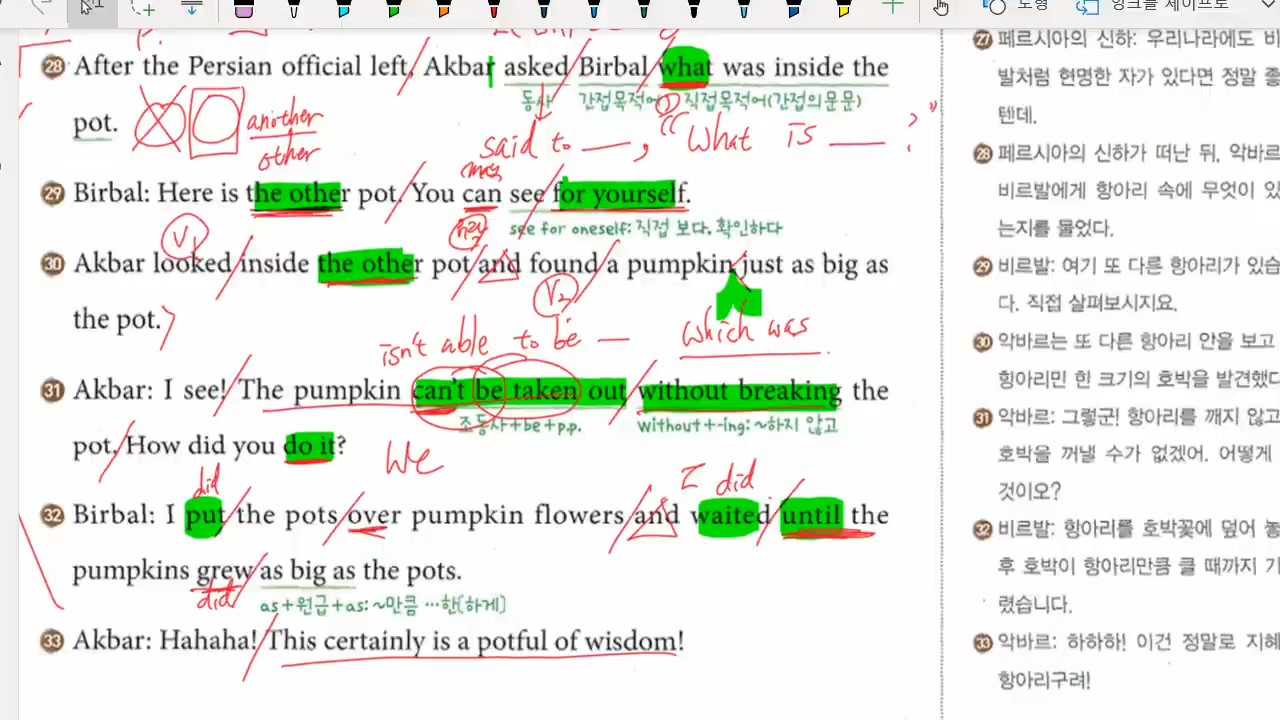 도형
잉크를 셰이프로
28 After the Persian official left, Akbar asked Birbal what was inside the
동사 간접목적어 직접목적어(간접의문문)
pot.
another
other
said to __, "What is __ ?"
29 Birbal: Here is the other pot. You can see for yourself.
see for oneself: 직접 보다, 확인하다
V1
30 Akbar looked inside the other pot and found a pumpkin just as big as
V2
the pot.
isn't able to be —
which was
31 Akbar: I see! The pumpkin can't be taken out without breaking the
조동사+be+p.p. without+-ing: ~하지 않고
pot. How did you do it?
We
did
I did
32 Birbal: I put the pots over pumpkin flowers and waited until the
pumpkins grew as big as the pots.
did
as+원급+as: ~만큼 …한(하게)
33 Akbar: Hahaha! This certainly is a potful of wisdom!
27 페르시아의 신하: 우리나라에도 비
발처럼 현명한 자가 있다면 정말 좋
텐데.
28 페르시아의 신하가 떠난 뒤, 악바르
비르발에게 항아리 속에 무엇이 있
는지를 물었다.
29 비르발: 여기 또 다른 항아리가 있습
다. 직접 살펴보시지요.
30 악바르는 또 다른 항아리 안을 보고
항아리만 한 크기의 호박을 발견했다
31 악바르: 그렇군! 항아리를 깨지 않고
호박을 꺼낼 수가 없겠어. 어떻게
것이오?
32 비르발: 항아리를 호박꽃에 덮어 놓
후 호박이 항아리만큼 클 때까지 기
렸습니다.
33 악바르: 하하하! 이건 정말로 지혜
항아리구려!